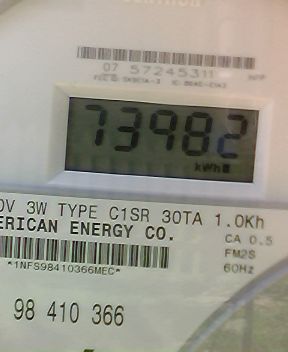 07 57245311
73982
kWh
0V 3W TYPE C1SR 30TA 1.0Kh
ERICAN ENERGY CO.
CA 0.5
FM2S
*1NFS98410366MEC*
60Hz
98 410 366